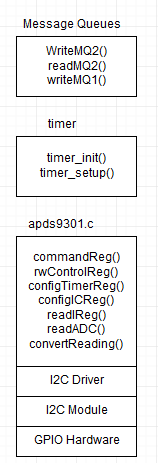 Message Queues
WriteMQ2()
readMQ2()
writeMQ1()
timer
timer_init()
timer_setup()
apds9301.c
commandReg()
rwControlReg()
configTimerReg()
configICReg()
readIReg()
readADC()
convertReading()
I2C Driver
I2C Module
GPIO Hardware